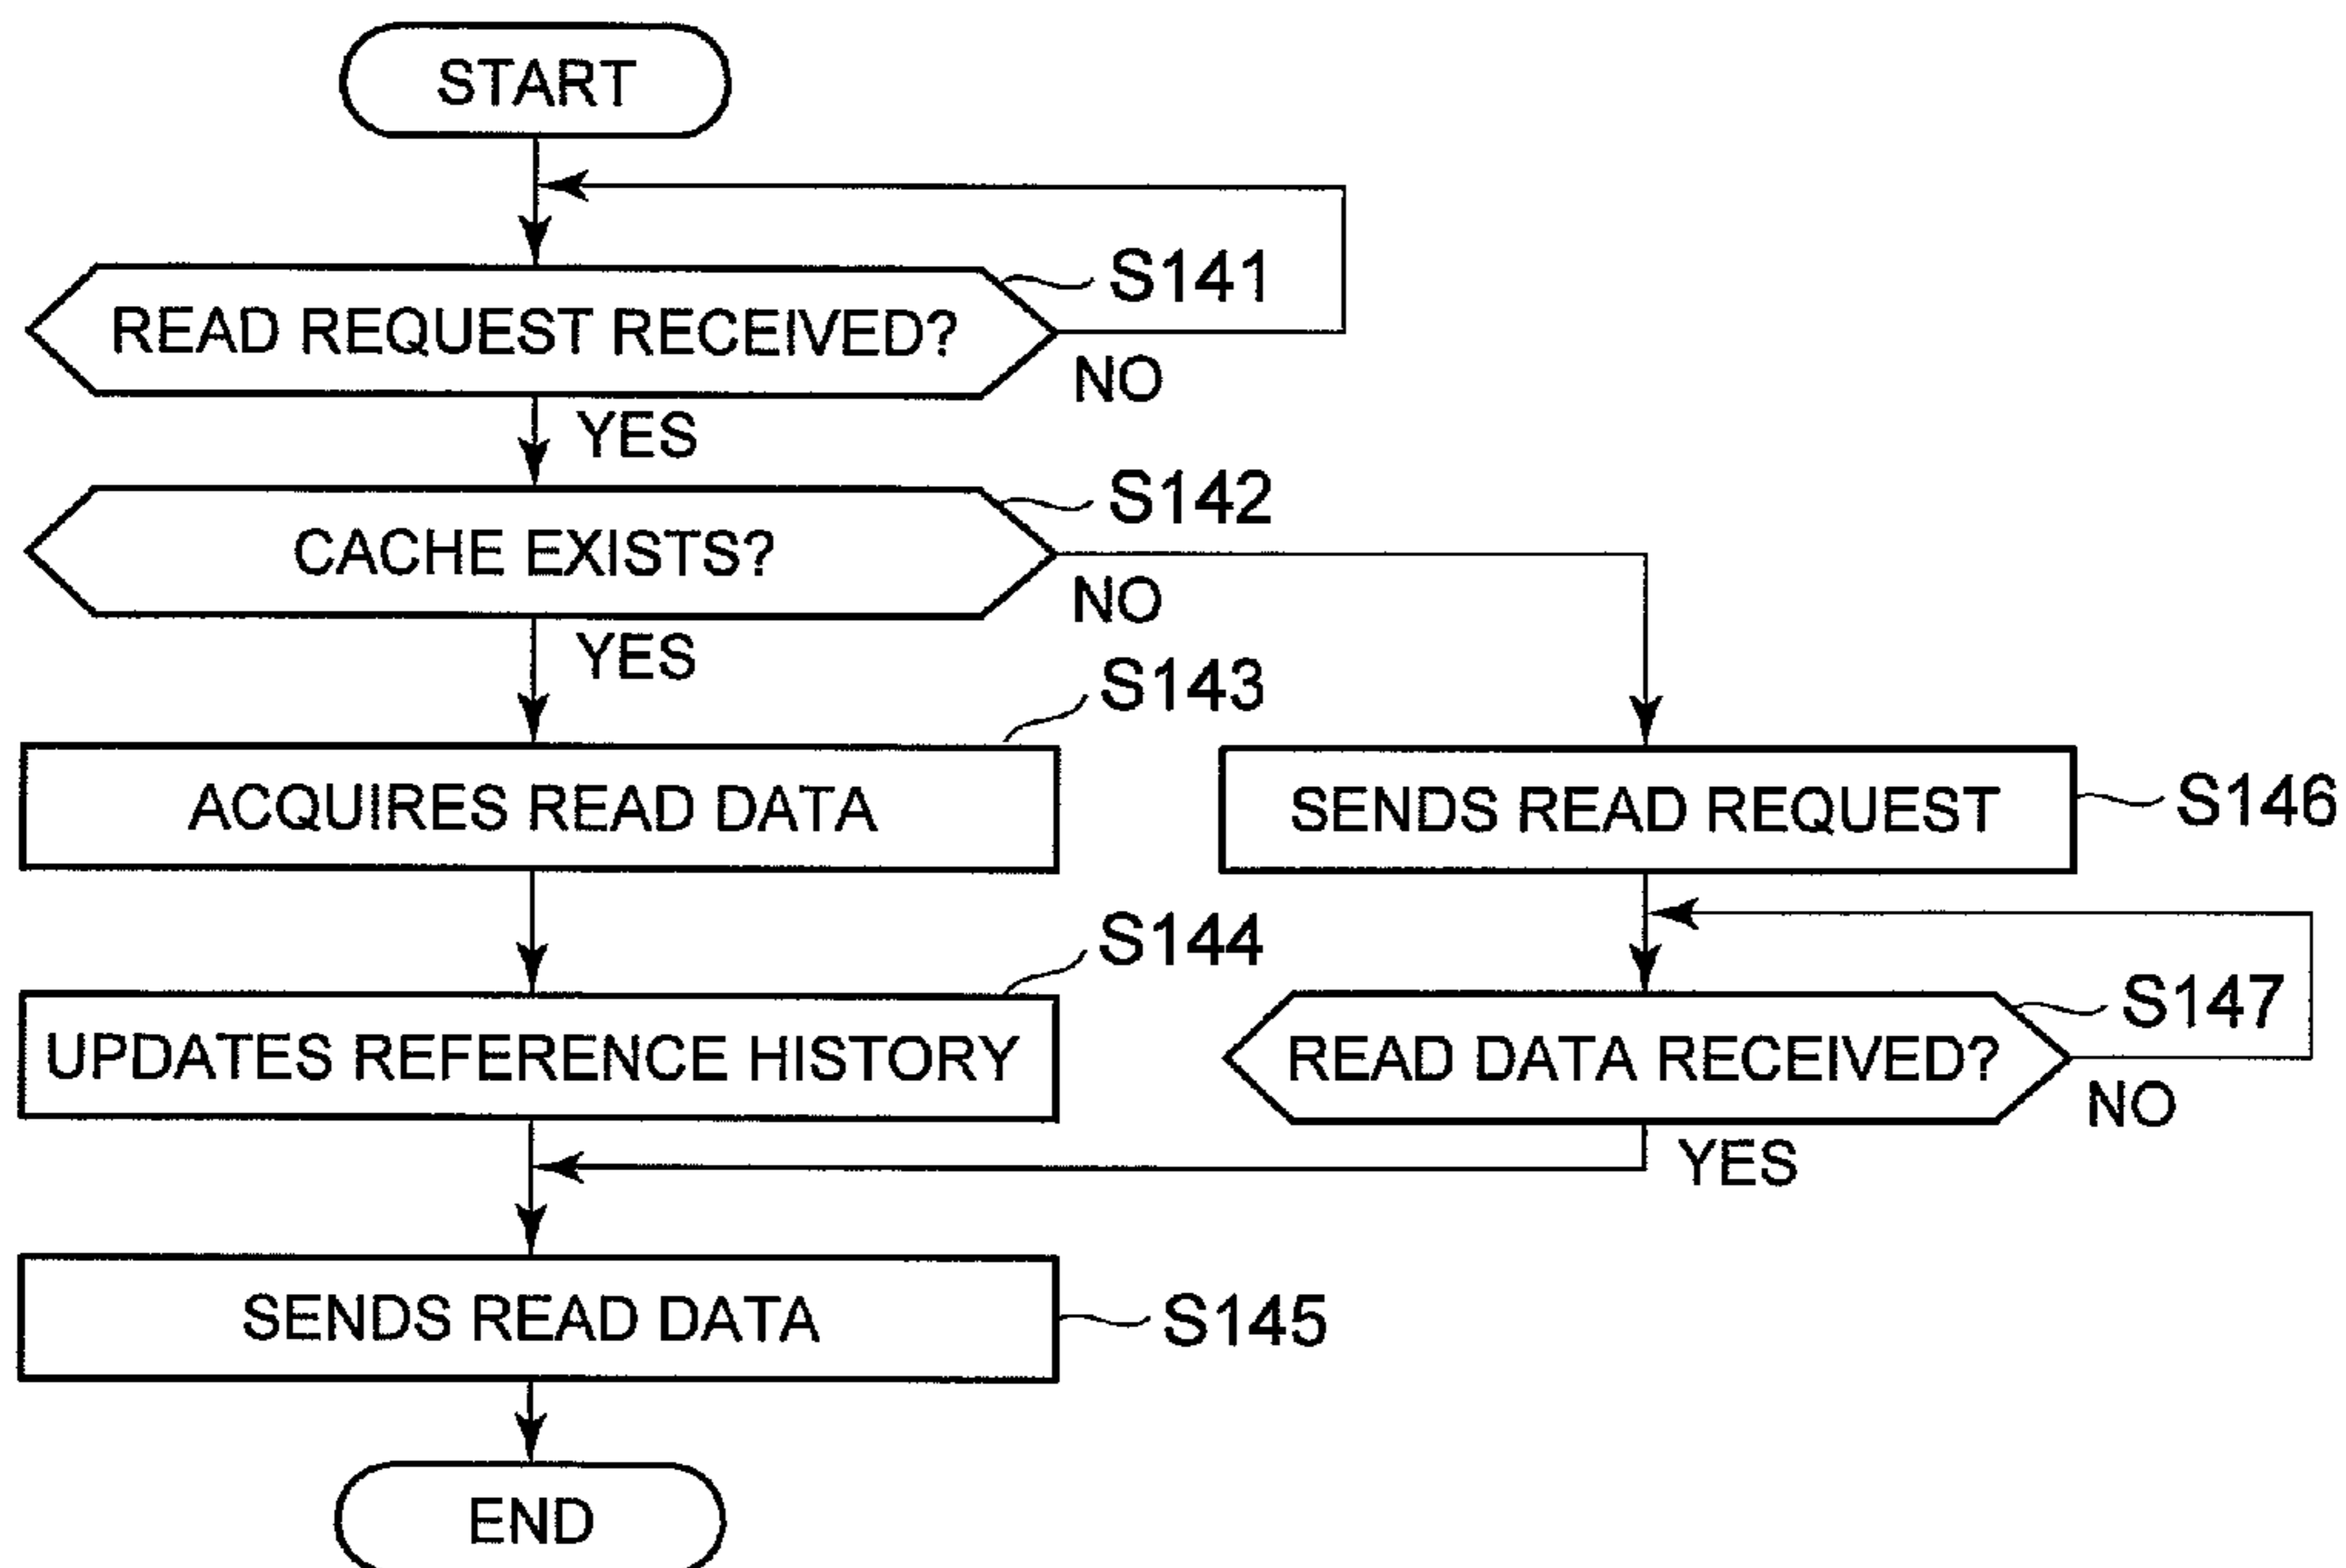 START
S141
READ REQUEST RECEIVED?
NO
YES
S142
CACHE EXISTS?
NO
YES
S143
ACQUIRES READ DATA
SENDS READ REQUEST
S146
S144
S147
UPDATES REFERENCE HISTORY
READ DATA RECEIVED?
NO
YES
SENDS READ DATA
S145
END